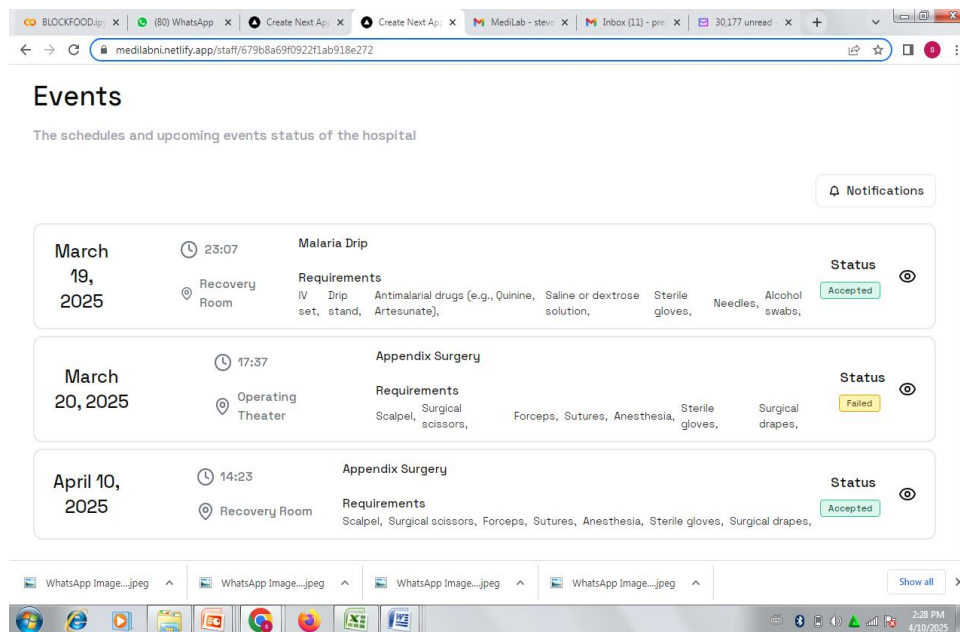 BLOCKFOOD.ip
(80) WhatsApp
Create Next Ap
Create Next Ap
MediLab - steve
Inbox (11) - pre
30,177 unread -
medilabni.netlify.app/staff/679b8a69f0922f1ab918e272
S
Events
The schedules and upcoming events status of the hospital
Notifications
March
19,
2025
23:07
Recovery
Room
Malaria Drip
Requirements
IV Drip Antimalarial drugs (e.g., Quinine, Saline or dextrose Sterile Needles, Alcohol
set, stand, Artesunate), solution, gloves, swabs,
Status
Accepted
March
20, 2025
17:37
Operating
Theater
Appendix Surgery
Requirements
Scalpel, Surgical Forceps, Sutures, Anesthesia, Sterile Surgical
scissors, gloves, drapes,
Status
Failed
April 10,
2025
14:23
Recovery Room
Appendix Surgery
Requirements
Scalpel, Surgical scissors, Forceps, Sutures, Anesthesia, Sterile gloves, Surgical drapes,
Status
Accepted
WhatsApp Image....jpeg
WhatsApp Image....jpeg
WhatsApp Image....jpeg
WhatsApp Image....jpeg
Show all
2:28 PM
4/10/2025